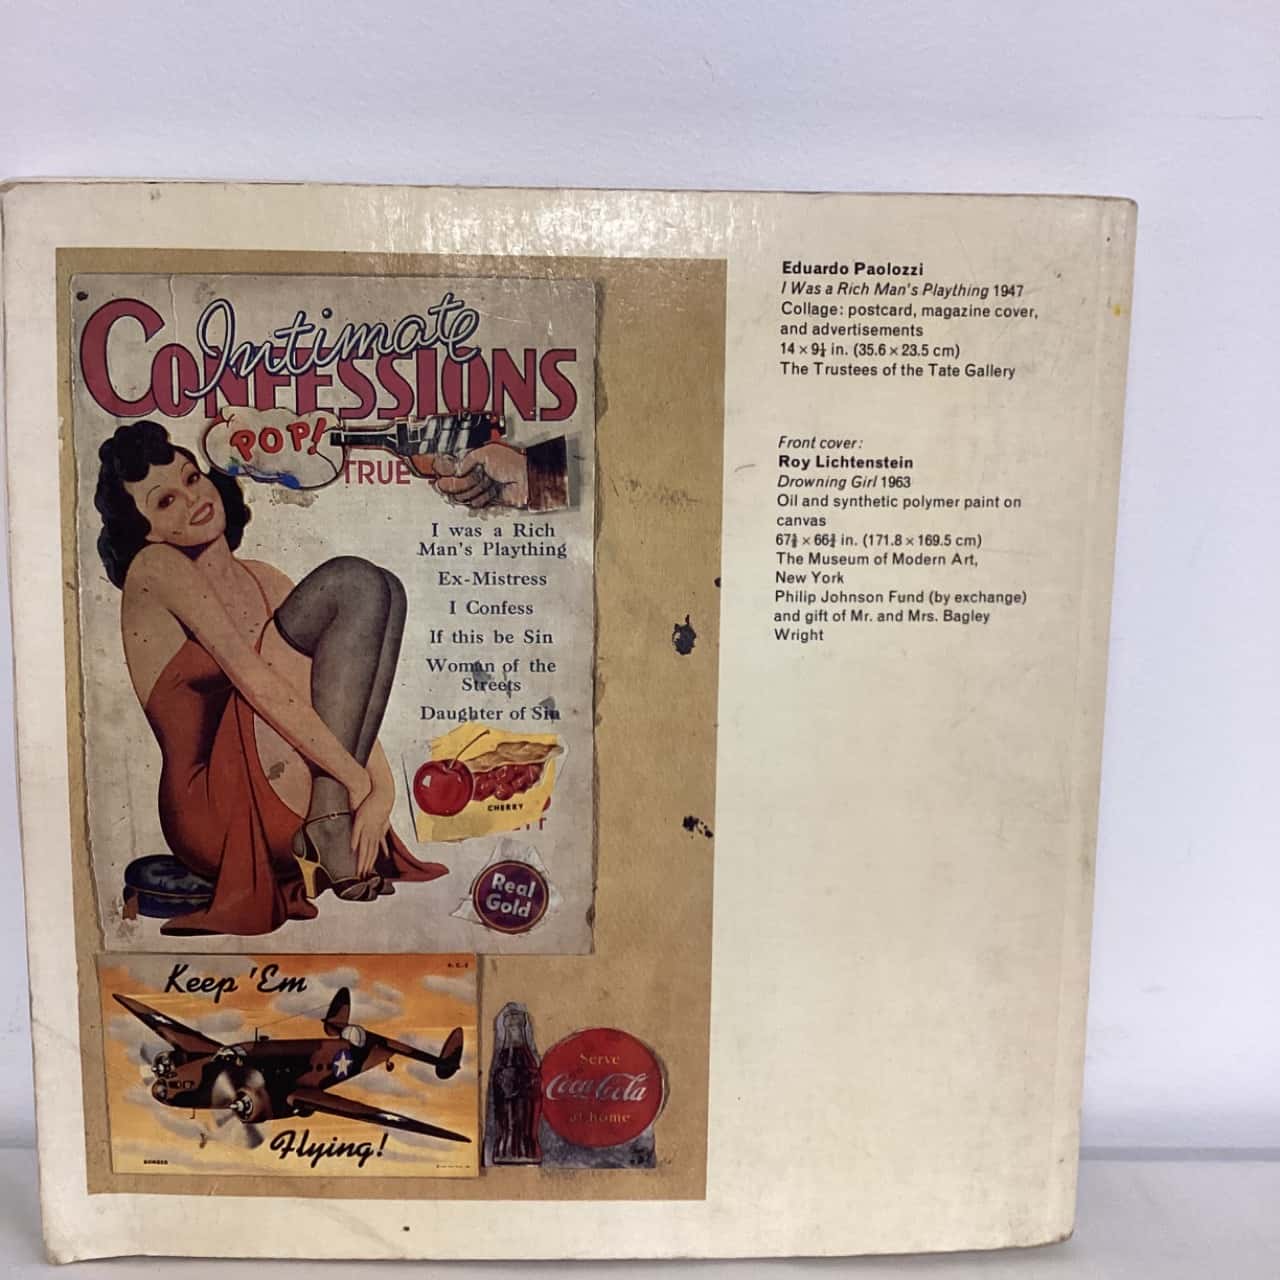 Intimate
CONFESSIONS
POP!
TRUE
I was a Rich
Man's Plaything
Ex-Mistress
I Confess
If this be Sin
Woman of the
Streets
Daughter of Sin
CHERRY
Real
Gold
Keep 'Em
Flying!
BOMBER
Serve
Coca-Cola
at home
Eduardo Paolozzi
I Was a Rich Man's Plaything 1947
Collage: postcard, magazine cover,
and advertisements
14 × 9¼ in. (35.6 × 23.5 cm)
The Trustees of the Tate Gallery
Front cover:
Roy Lichtenstein
Drowning Girl 1963
Oil and synthetic polymer paint on
canvas
in. (171.8 × 169.5 cm)
The Museum of Modern Art,
New York
Philip Johnson Fund (by exchange)
and gift of Mr. and Mrs. Bagley
Wright